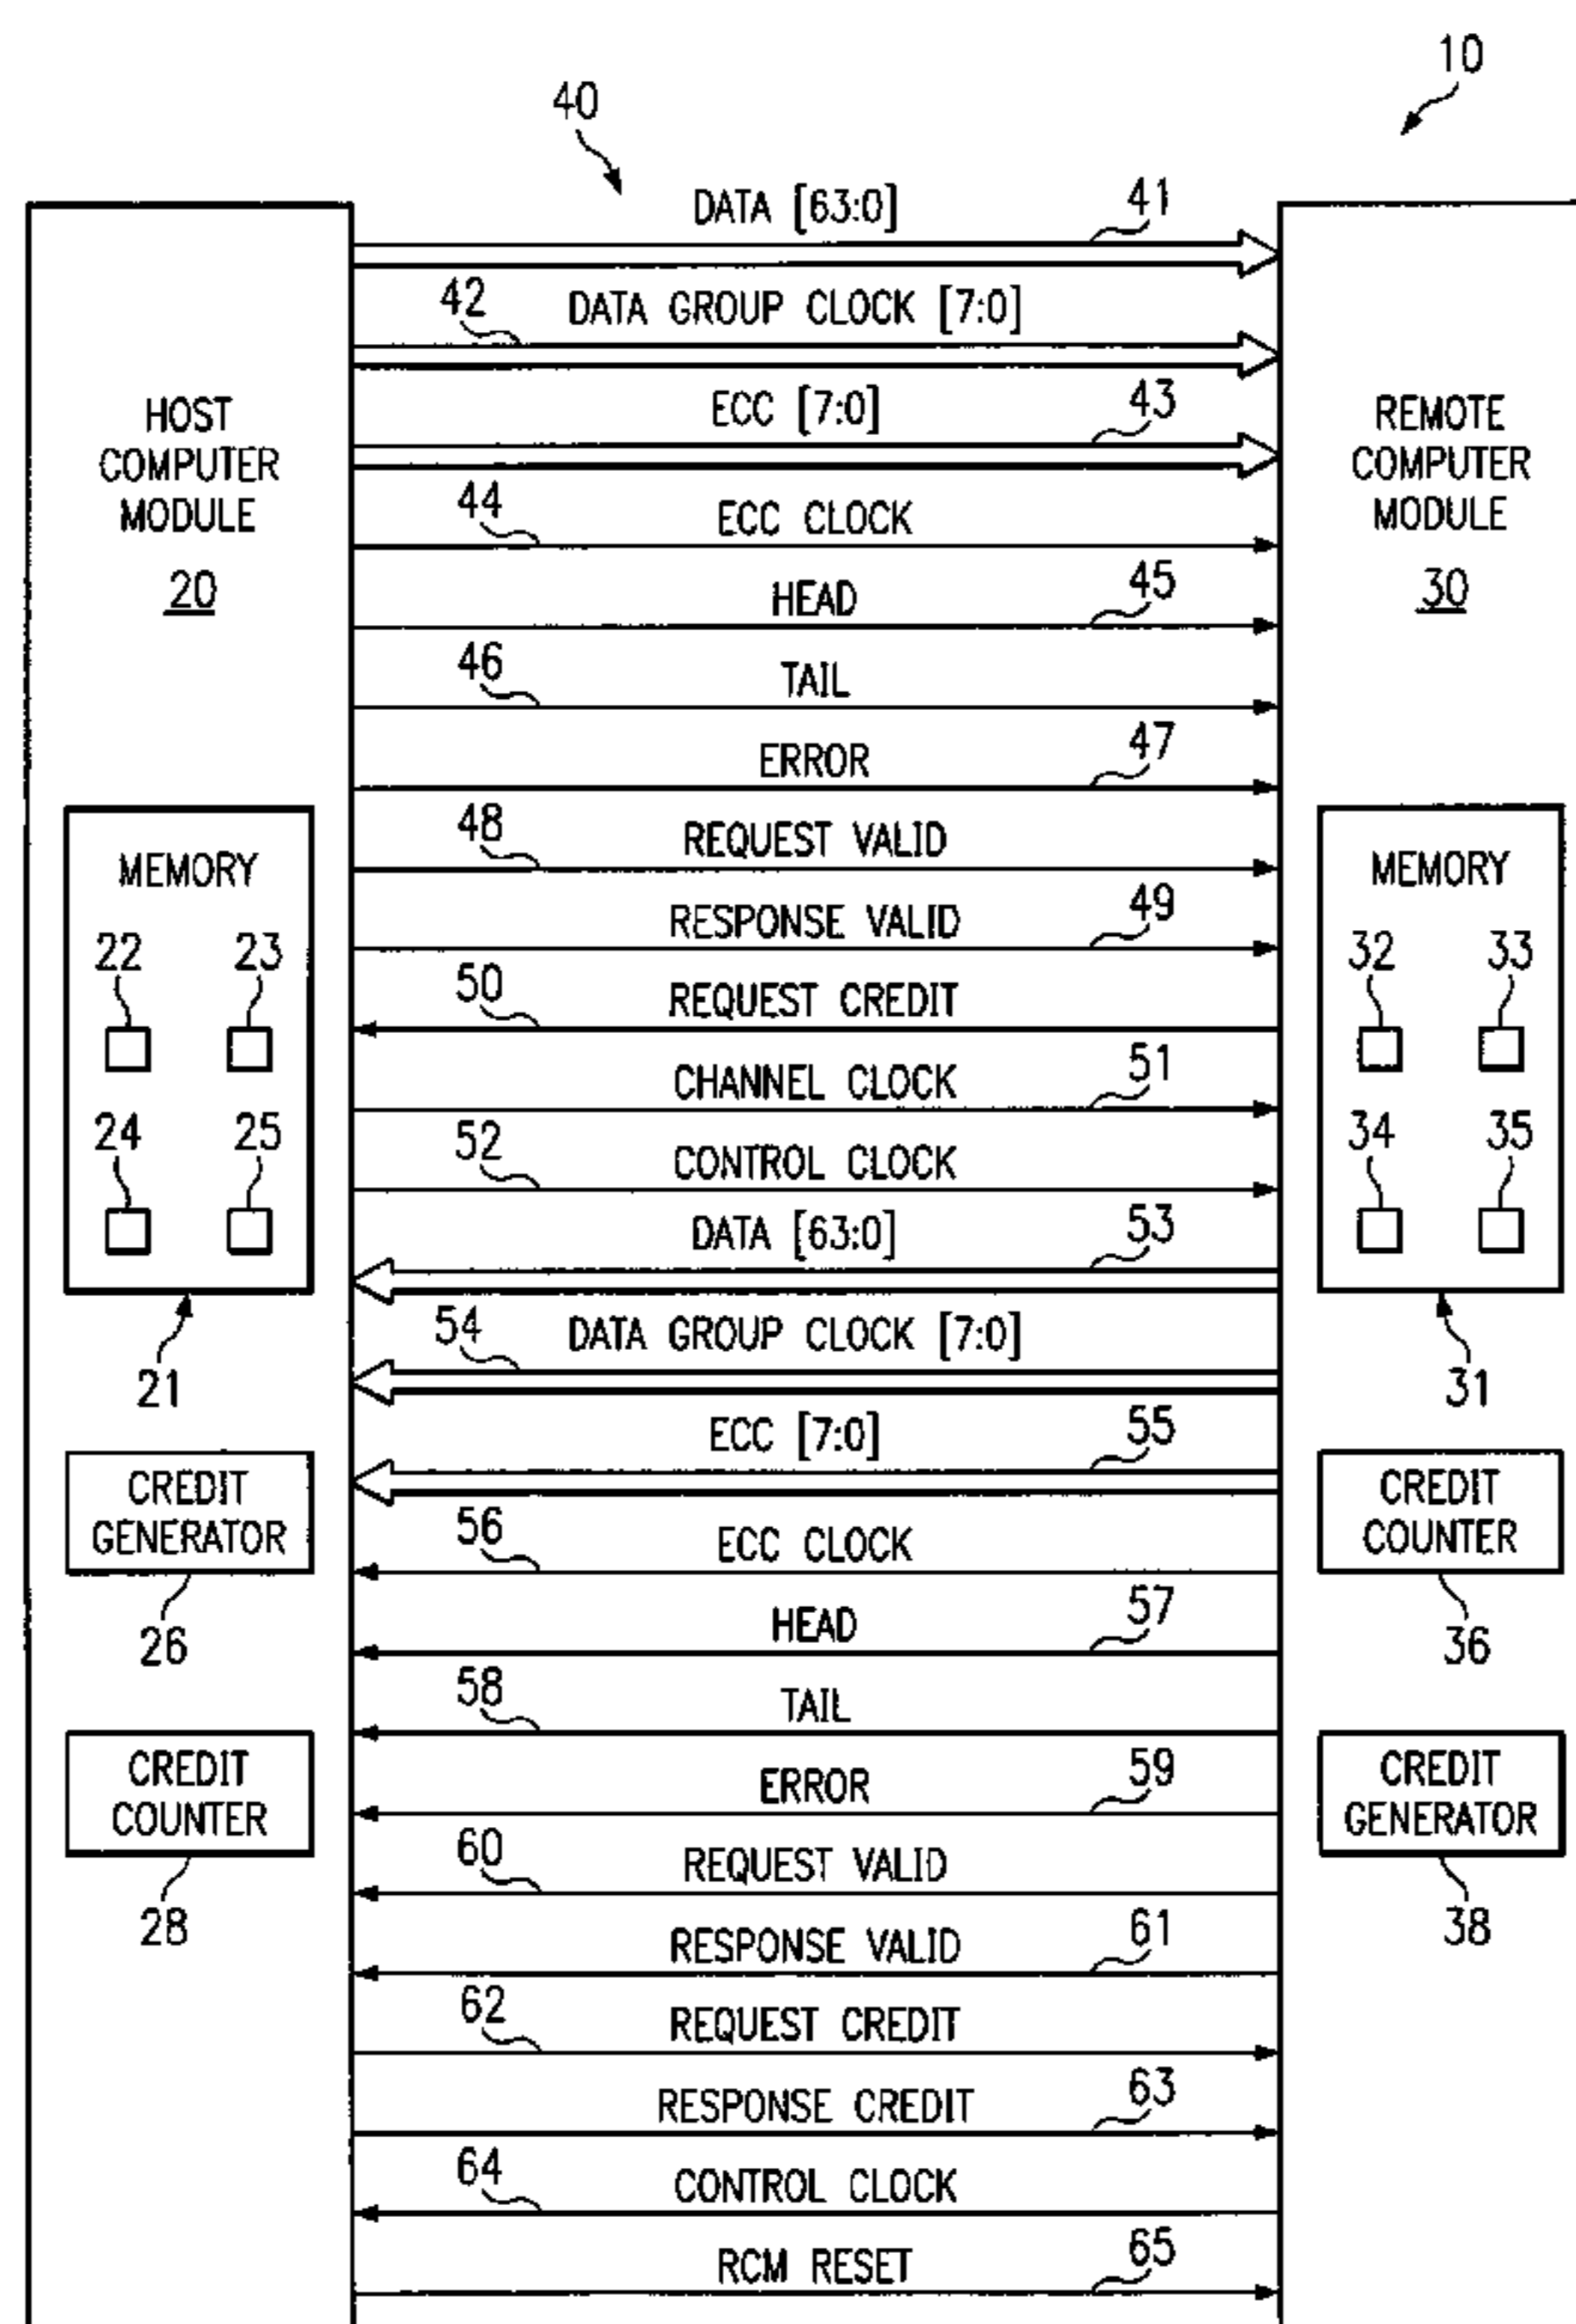 10
40
DATA [63:0]
41
42
DATA GROUP CLOCK [7:0]
ECC [7:0]
43
HOST
COMPUTER
MODULE
20
REMOTE
COMPUTER
MODULE
30
44
ECC CLOCK
HEAD
45
46
TAIL
ERROR
47
48
REQUEST VALID
RESPONSE VALID
49
50
REQUEST CREDIT
CHANNEL CLOCK
51
52
CONTROL CLOCK
MEMORY
22
23
24
25
21
MEMORY
32
33
34
35
31
DATA [63:0]
53
54
DATA GROUP CLOCK [7:0]
ECC [7:0]
55
CREDIT
GENERATOR
26
CREDIT
COUNTER
36
56
ECC CLOCK
HEAD
57
58
TAIL
ERROR
59
CREDIT
COUNTER
28
CREDIT
GENERATOR
38
60
REQUEST VALID
RESPONSE VALID
61
62
REQUEST CREDIT
RESPONSE CREDIT
63
64
CONTROL CLOCK
RCM RESET
65